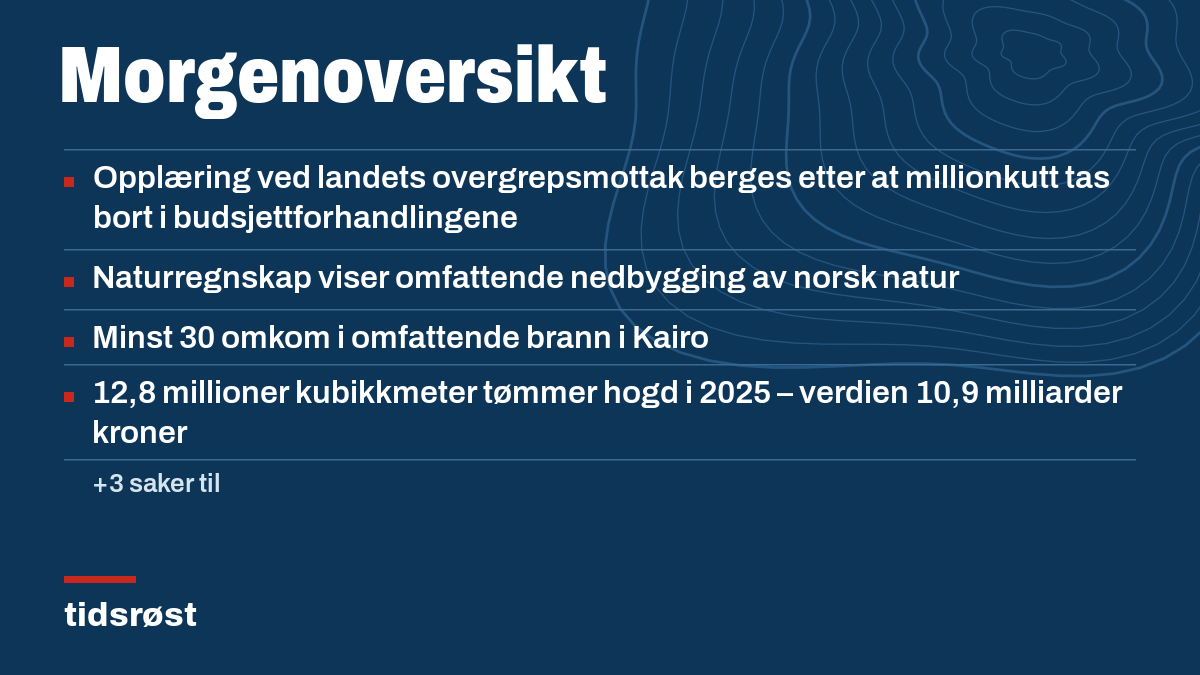 Morgenoversikt
Opplæring ved landets overgrepsmottak berges etter at millionkutt tas
bort i budsjettforhandlingene
Naturregnskap viser omfattende nedbygging av norsk natur
Minst 30 omkom i omfattende brann i Kairo
12,8 millioner kubikkmeter tømmer hogd i 2025 – verdien 10,9 milliarder
kroner
+3 saker til
tidsrøst